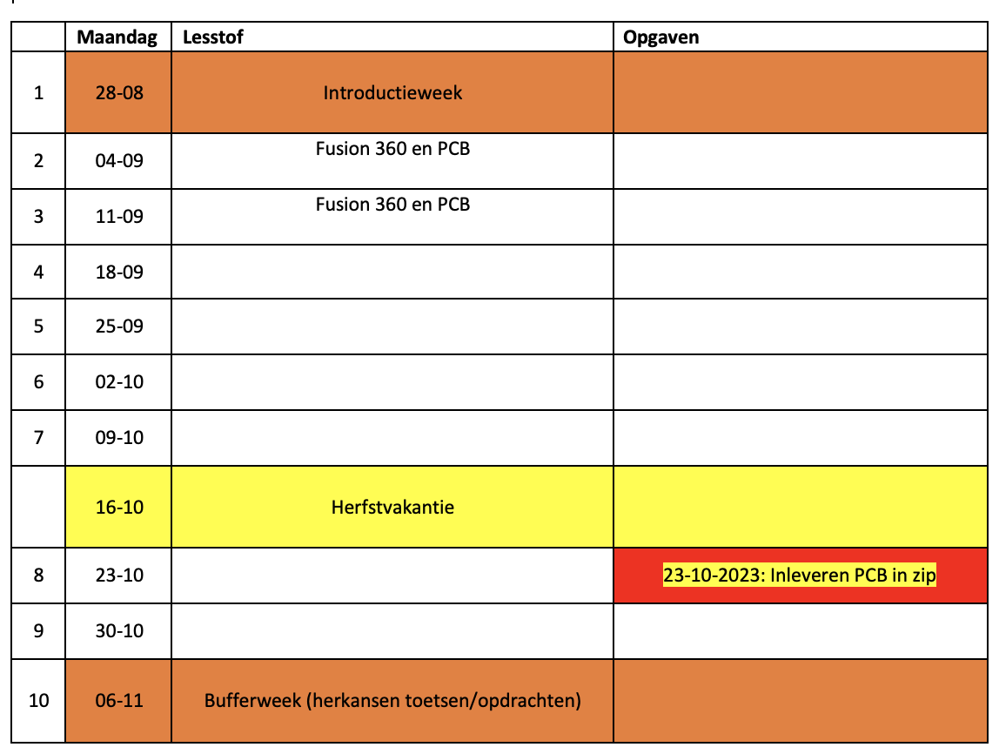 Maandag Lesstof Opgaven
1 28-08 Introductieweek
2 04-09 Fusion 360 en PCB
3 11-09 Fusion 360 en PCB
4 18-09
5 25-09
6 02-10
7 09-10
16-10 Herfstvakantie
8 23-10 23-10-2023: Inleveren PCB in zip
9 30-10
10 06-11 Bufferweek (herkansen toetsen/opdrachten)